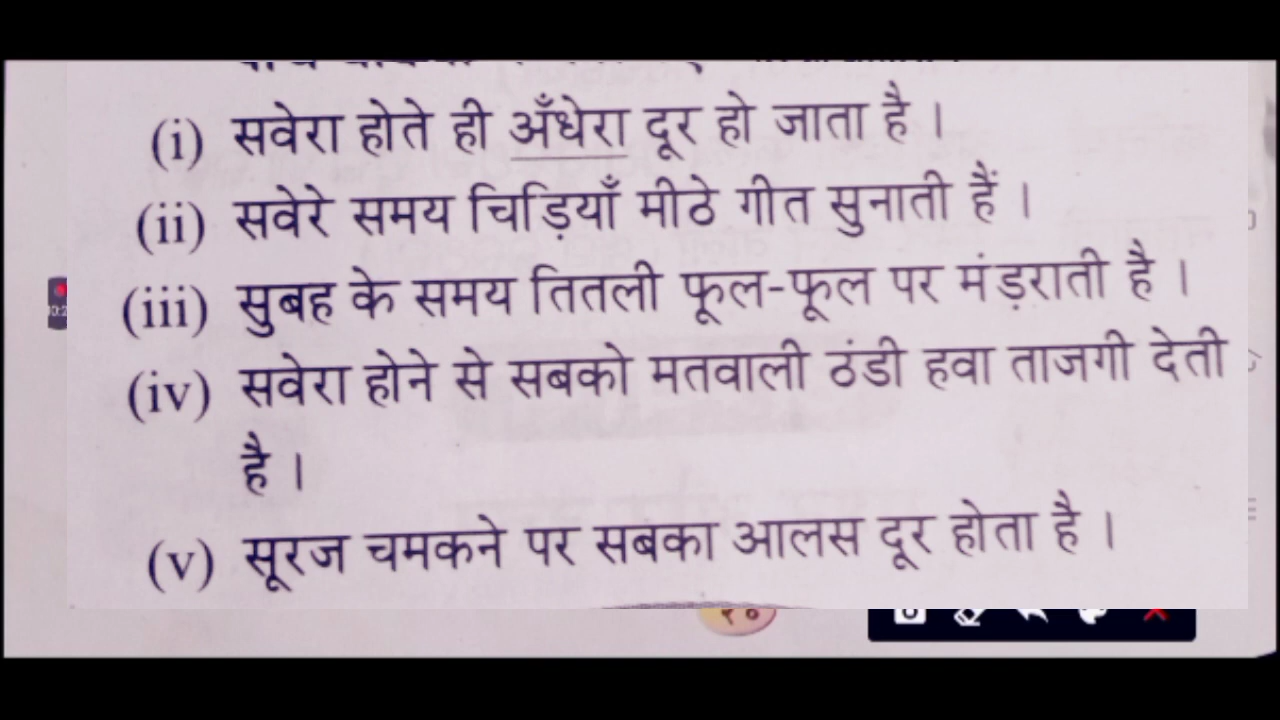 (i) सवेरा होते ही अँधेरा दूर हो जाता है ।
(ii) सवेरे समय चिड़ियाँ मीठे गीत सुनाती हैं ।
(iii) सुबह के समय तितली फूल-फूल पर मंड़राती है ।
(iv) सवेरा होने से सबको मतवाली ठंडी हवा ताजगी देती
है ।
(v) सूरज चमकने पर सबका आलस दूर होता है ।
१०